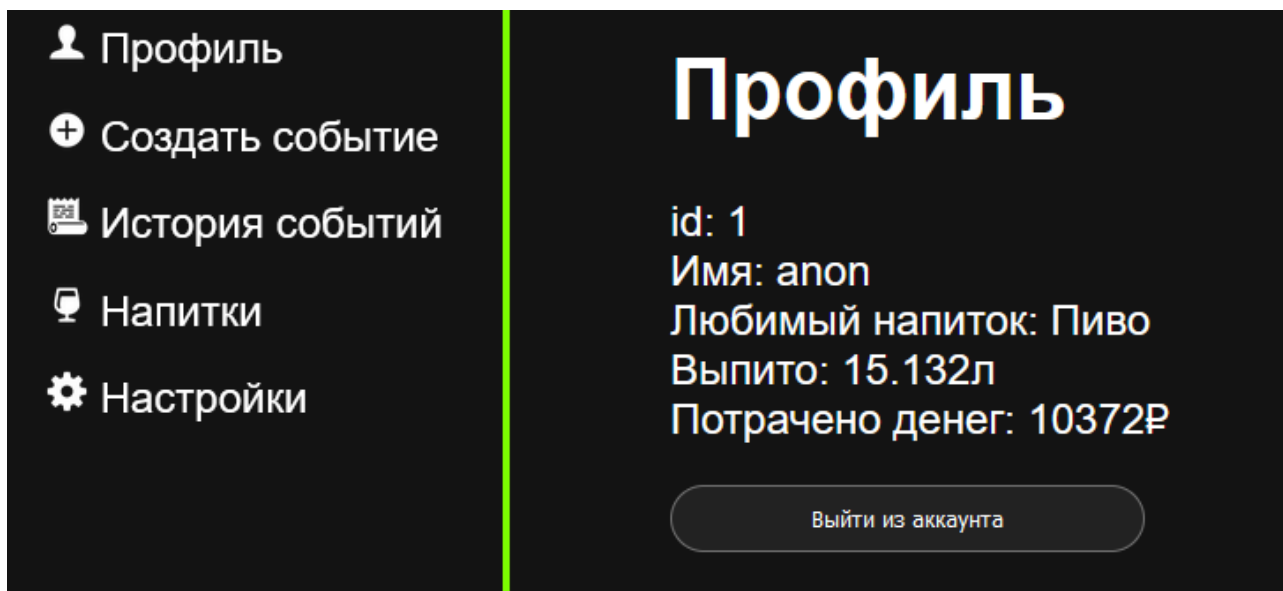 Профиль
Создать событие
История событий
Напитки
Настройки
Профиль
id: 1
Имя: anon
Любимый напиток: Пиво
Выпито: 15.132л
Потрачено денег: 10372₽
Выйти из аккаунта